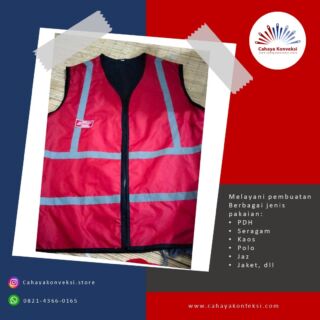 Cahaya Konveksi
Melayani pembuatan
Berbagai jenis
pakaian:
• PDH
• Seragam
• Kaos
• Polo
• Jaz
• Jaket, dll
Cahayakonveksi.store
0821-4366-0165
www.cahayakonfeksi.com